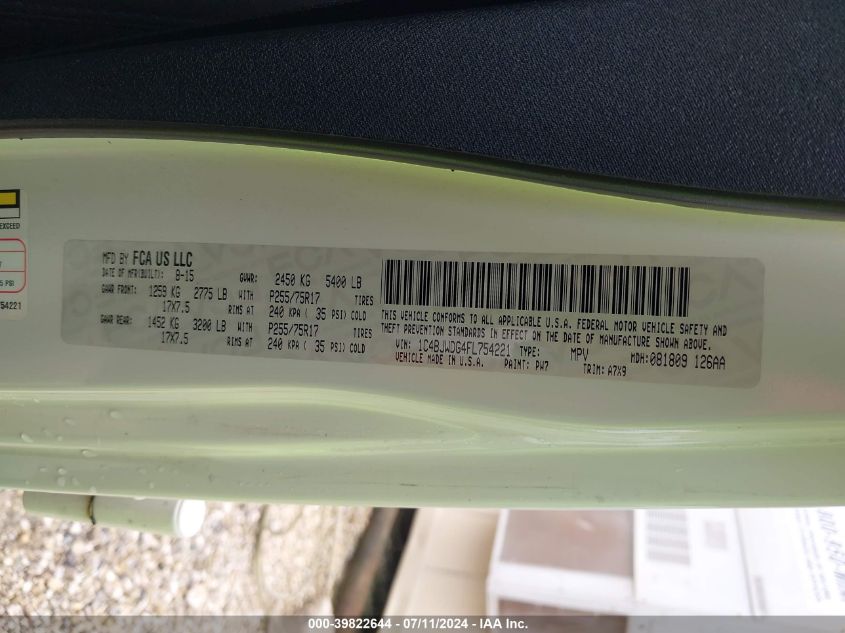 EXCEED
5 PSI
754221
MFD BY FCA US LLC
DATE OF MFR(BUILT): 8-15 GVWR: 2450 KG 5400 LB
GAWR FRONT: 1259 KG 2775 LB WITH P255/75R17 TIRES
17X7.5 RIMS AT 240 KPA ( 35 PSI) COLD
GAWR REAR: 1452 KG 3200 LB WITH P255/75R17 TIRES
17X7.5 RIMS AT 240 KPA ( 35 PSI) COLD
THIS VEHICLE CONFORMS TO ALL APPLICABLE U.S.A. FEDERAL MOTOR VEHICLE SAFETY AND
THEFT PREVENTION STANDARDS IN EFFECT ON THE DATE OF MANUFACTURE SHOWN ABOVE.
VIN: 1C4BJWDG4FL754221 TYPE: MPV MDH:081809 126AA
VEHICLE MADE IN U.S.A. PAINT: PW7 TRIM: A7X9
000-39822644 - 07/11/2024 - IAA Inc.